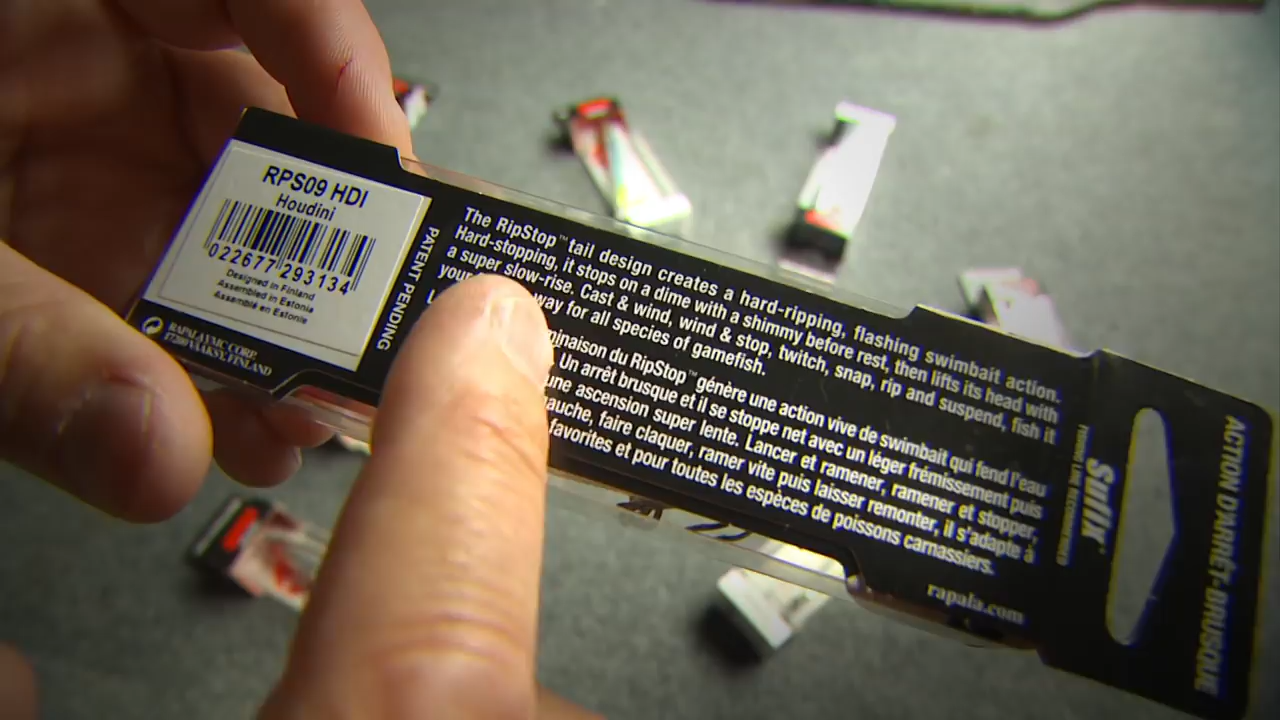 RPS09 HDI
Houdini
022677 293134
Designed in Finland
Assembled in Estonia
Assemblé en Estonie
RAPALA VMC CORP.
17200 VÄÄKSY, FINLAND
PATENT PENDING
The RipStop™ tail design creates a hard-ripping, flashing swimbait action.
Hard-stopping, it stops on a dime with a shimmy before rest, then lifts its head with
a super slow-rise. Cast & wind, wind & stop, twitch, snap, rip and suspend, fish it
your way for all species of gamefish.
du RipStop™ génère une action vive de swimbait qui fend l'eau
Un arrêt brusque et il se stoppe net avec un léger frémissement puis
une ascension super lente. Lancer et ramener, ramener et stopper,
faire claquer, ramer vite puis laisser remonter, il s'adapte à
favorites et pour toutes les espèces de poissons carnassiers.
rapala.com
Sufix
ACTION D'ARRÊT-BRUSQUE